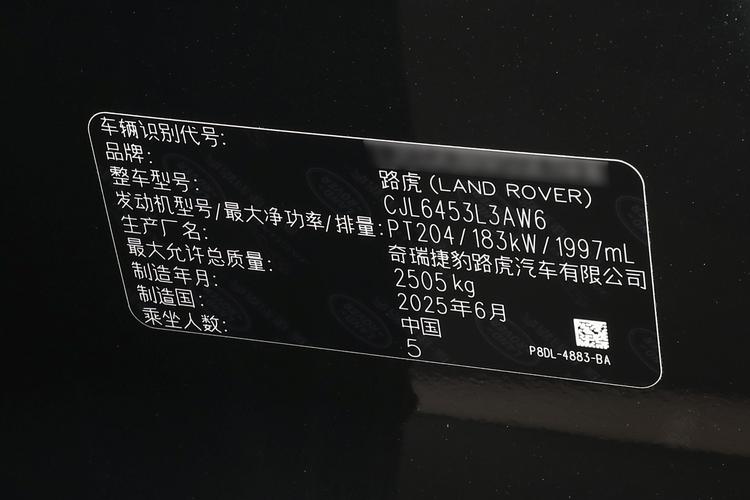 车辆识别代号:
品牌: 路虎 (LAND ROVER)
整车型号: CJL6453L3AW6
发动机型号/最大净功率/排量: PT204/183kW/1997mL
生产厂名: 奇瑞捷豹路虎汽车有限公司
最大允许总质量: 2505kg
制造年月: 2025年6月
制造国: 中国
乘坐人数: 5
P8DL-4883-BA